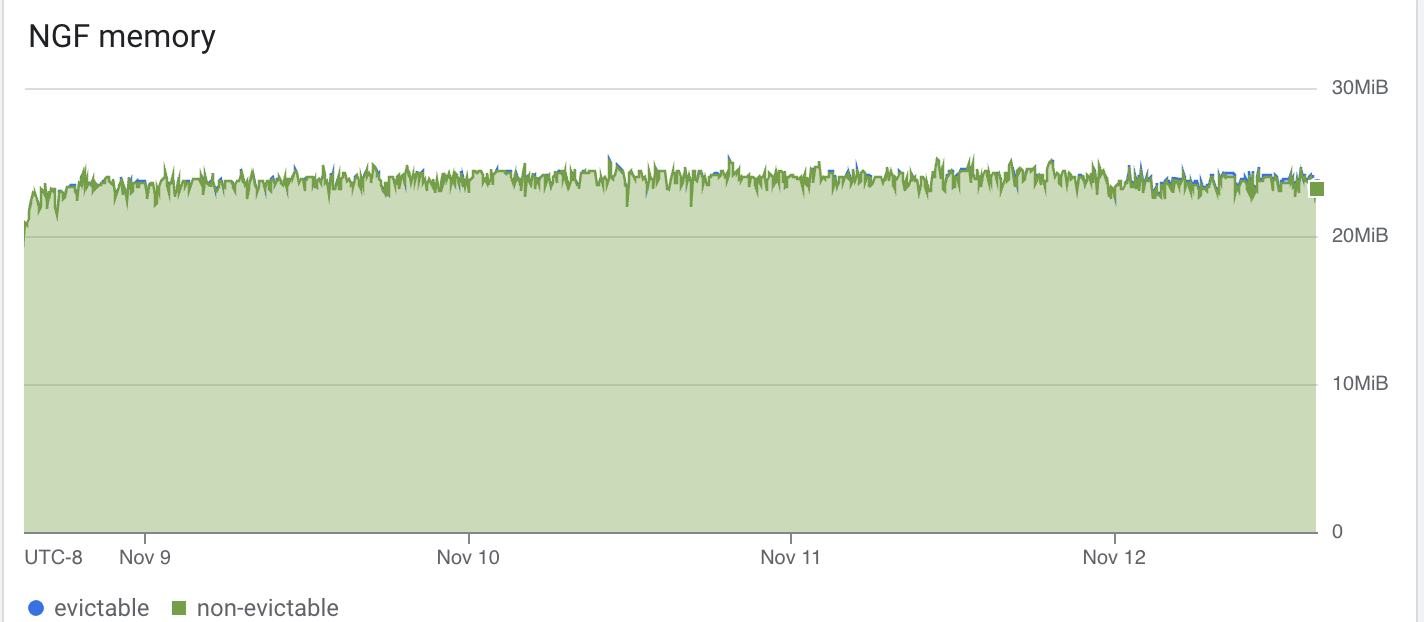 NGF memory
30MiB
20MiB
10MiB
0
UTC-8 Nov 9 Nov 10 Nov 11 Nov 12
evictable non-evictable